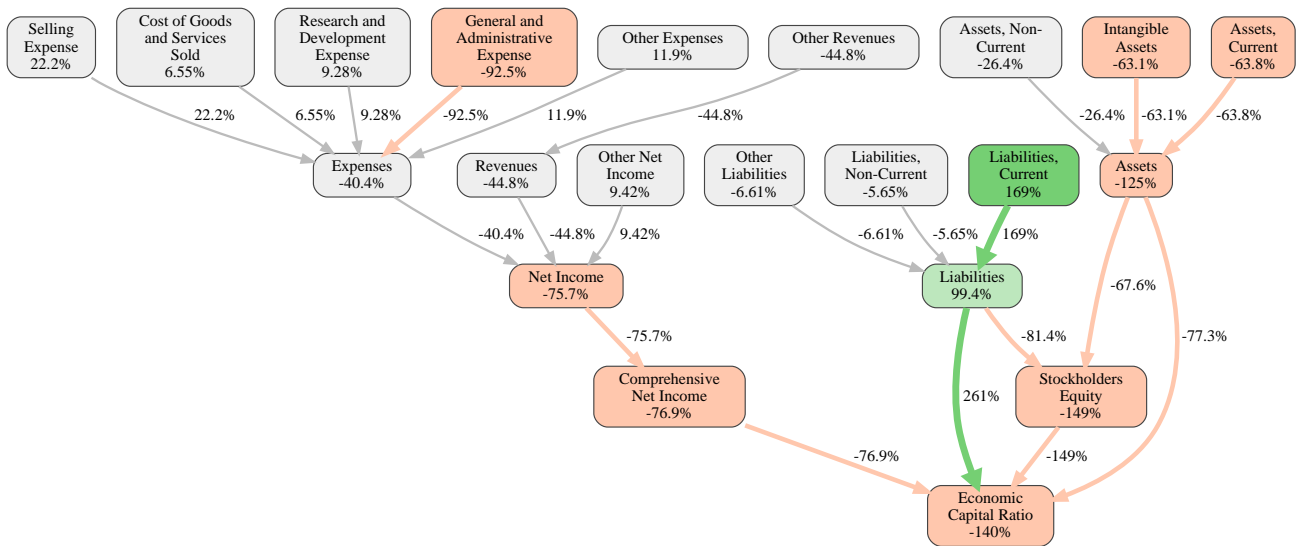 Selling
Expense
22.2%
Cost of Goods
and Services
Sold
6.55%
Research and
Development
Expense
9.28%
General and
Administrative
Expense
-92.5%
Other Expenses
11.9%
Other Revenues
-44.8%
Assets, Non-
Current
-26.4%
Intangible
Assets
-63.1%
Assets,
Current
-63.8%
22.2%
6.55%
9.28%
-92.5%
11.9%
-44.8%
-26.4%
-63.1%
-63.8%
Expenses
-40.4%
Revenues
-44.8%
Other Net
Income
9.42%
Other
Liabilities
-6.61%
Liabilities,
Non-Current
-5.65%
Liabilities,
Current
169%
Assets
-125%
-40.4%
-44.8%
9.42%
-6.61%
-5.65%
169%
Net Income
-75.7%
Liabilities
99.4%
-67.6%
-75.7%
-81.4%
-77.3%
Comprehensive
Net Income
-76.9%
261%
Stockholders
Equity
-149%
-76.9%
-149%
Economic
Capital Ratio
-140%